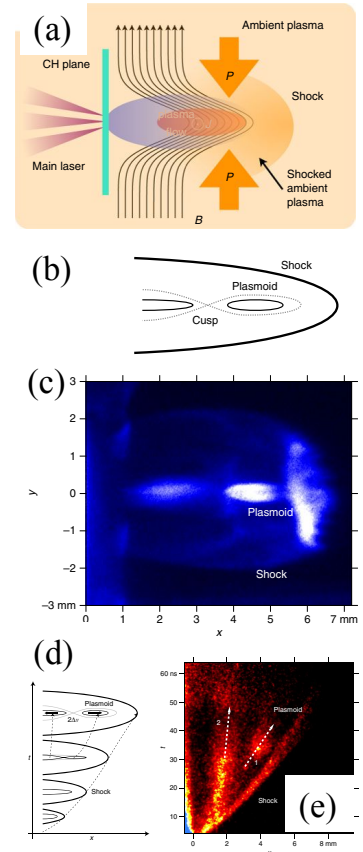 (a)
Ambient plasma
CH plane
P
Shock
plasma
flow
Main laser
P
Shocked
ambient
plasma
B
(b)
Shock
Plasmoid
Cusp
(c)
3
2
1
y
0
Plasmoid
−1
−2
Shock
−3 mm
0
1
2
3
4
5
6
7 mm
x
(d)
Plasmoid
t
Shock
x
60 ns
50
Plasmoid
40
2
t
1
30
20
Shock
10
(e)
0
2
4
6
8 mm